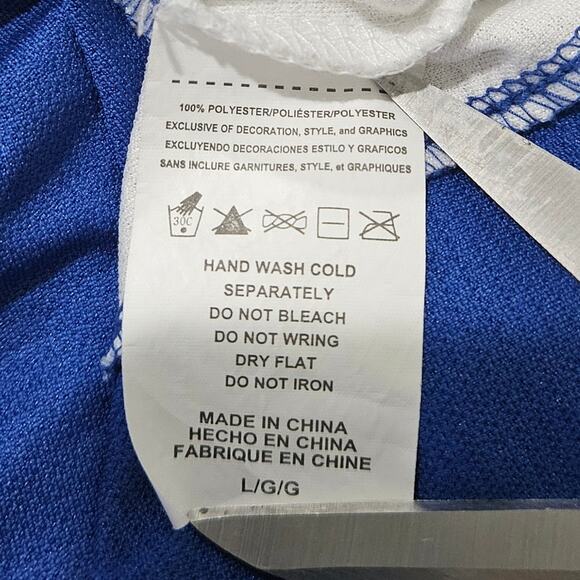 100% POLYESTER/POLIÉSTER/POLYESTER
EXCLUSIVE OF DECORATION, STYLE, and GRAPHICS
EXCLUYENDO DECORACIONES ESTILO Y GRAFICOS
SANS INCLURE GARNITURES, STYLE, et GRAPHIQUES
30C
HAND WASH COLD
SEPARATELY
DO NOT BLEACH
DO NOT WRING
DRY FLAT
DO NOT IRON
MADE IN CHINA
HECHO EN CHINA
FABRIQUE EN CHINE
L/G/G